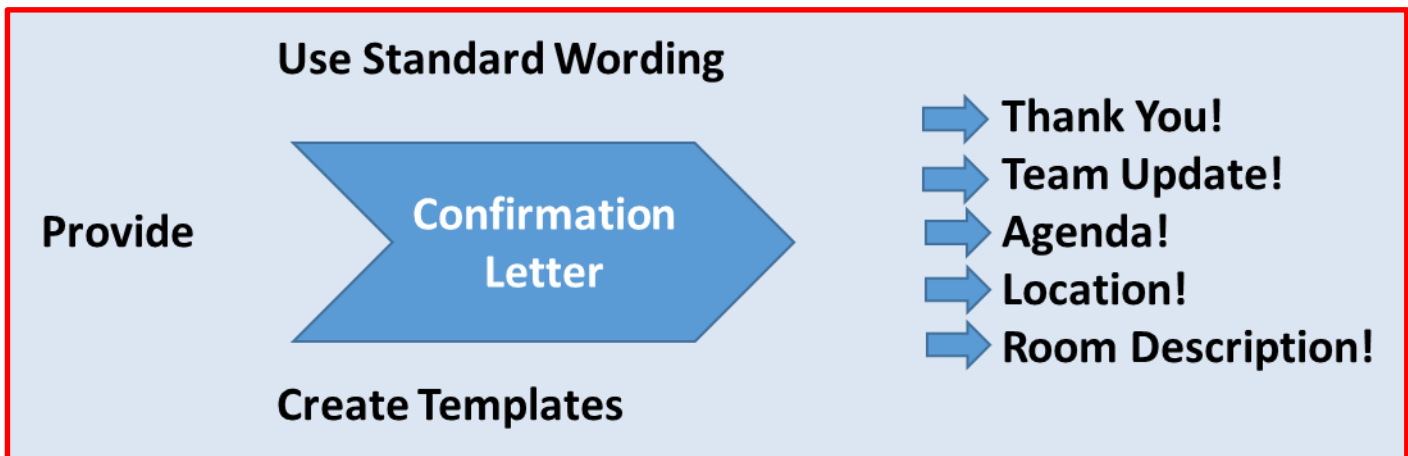 Use Standard Wording
Provide
Confirmation
Letter
Create Templates
Thank You!
Team Update!
Agenda!
Location!
Room Description!